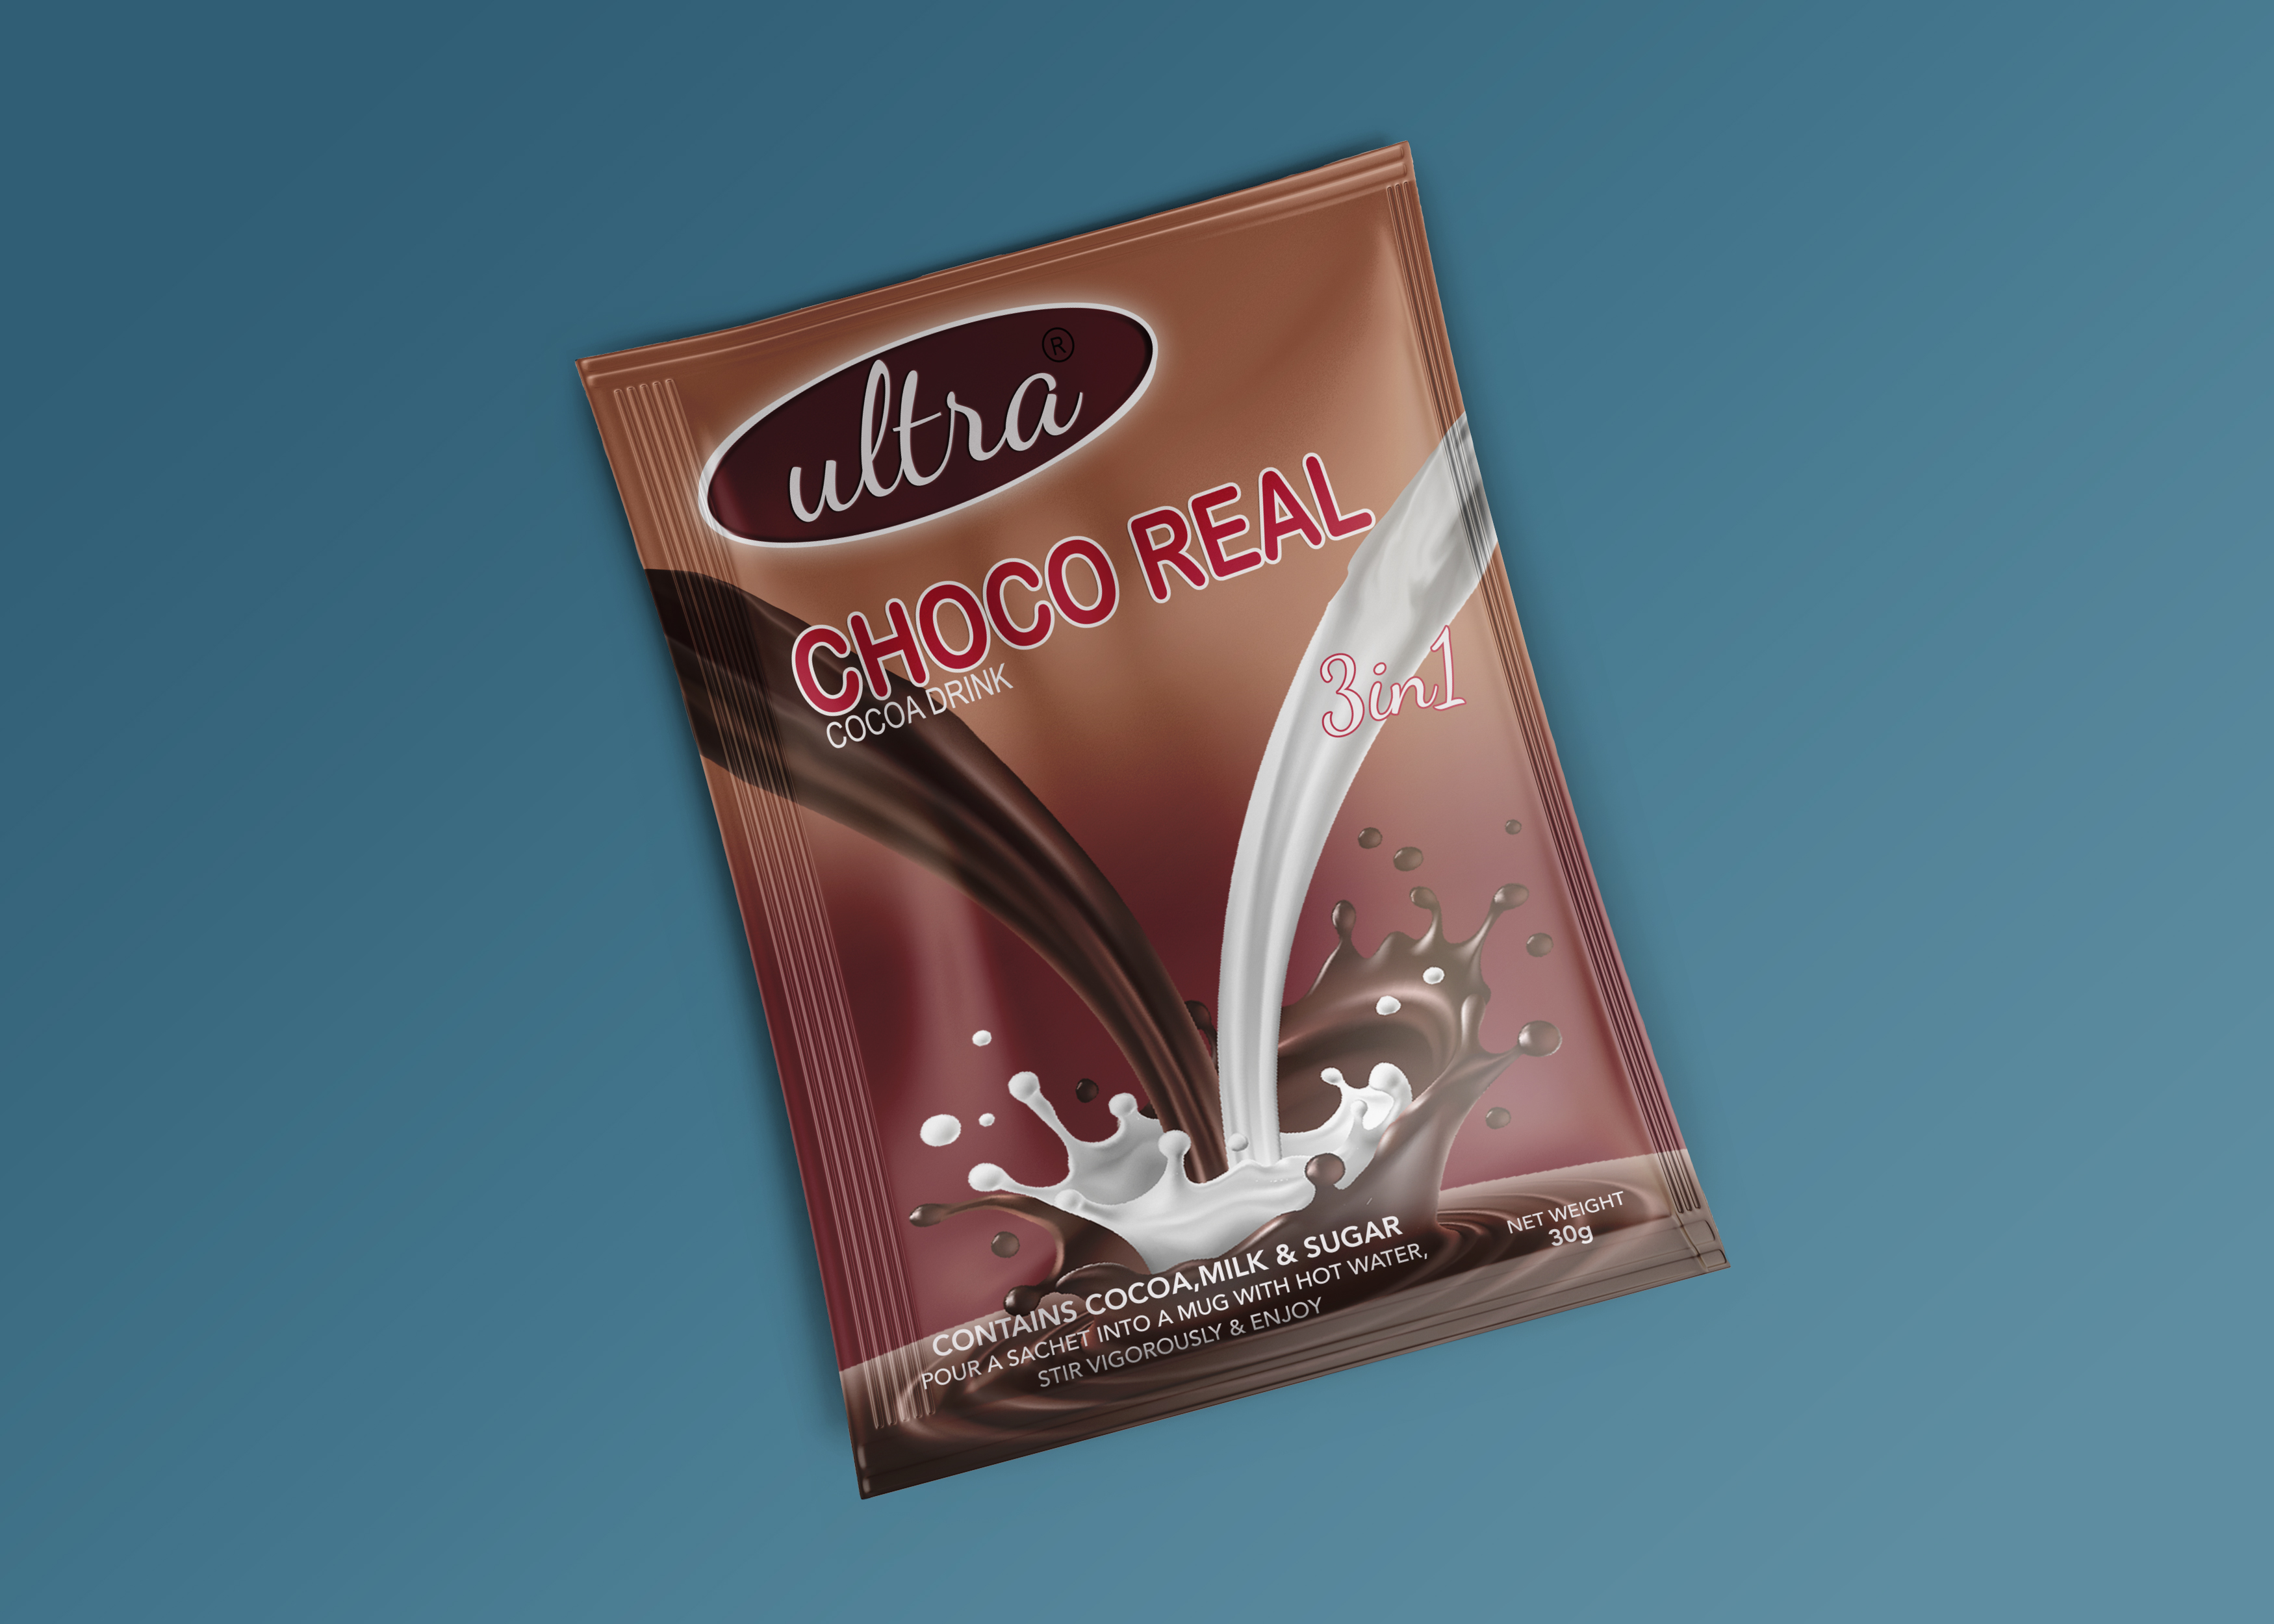 ultra ®
CHOCO REAL
COCOA DRINK
3in1
CONTAINS COCOA,MILK & SUGAR
POUR A SACHET INTO A MUG WITH HOT WATER,
STIR VIGOROUSLY & ENJOY
NET WEIGHT
30g